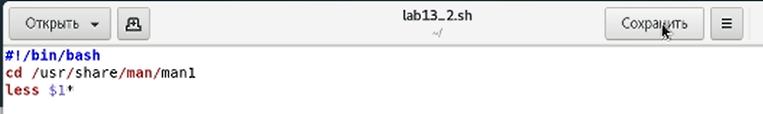 Открыть
lab13_2.sh
~/
Сохранить
#!/bin/bash
cd /usr/share/man/man1
less $1*